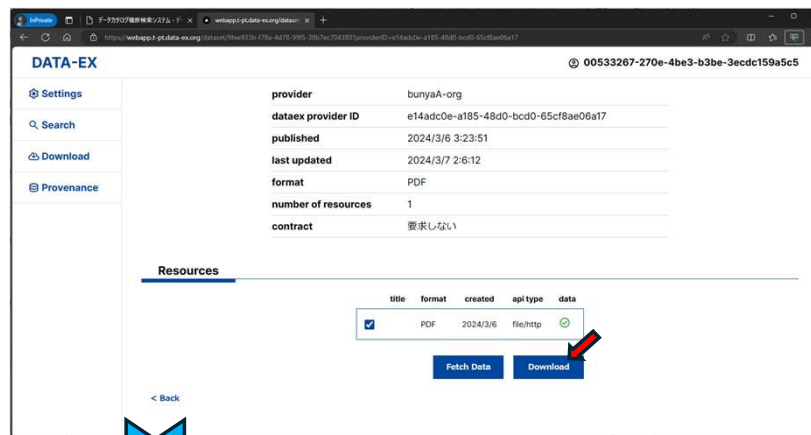 InPrivate データカタログ横断検索システム - デー webapp.t-pt.data-ex.org/dataset
DATA-EX
00533267-270e-4be3-b3be-3ecdc159a5c5
Settings
Search
Download
Provenance
provider bunyaA-org
dataex provider ID e14adc0e-a185-48d0-bcd0-65cf8ae06a17
published 2024/3/6 3:23:51
last updated 2024/3/7 2:6:12
format PDF
number of resources 1
contract 要求しない
Resources
title format created api type data
PDF 2024/3/6 file/http
Fetch Data Download
< Back